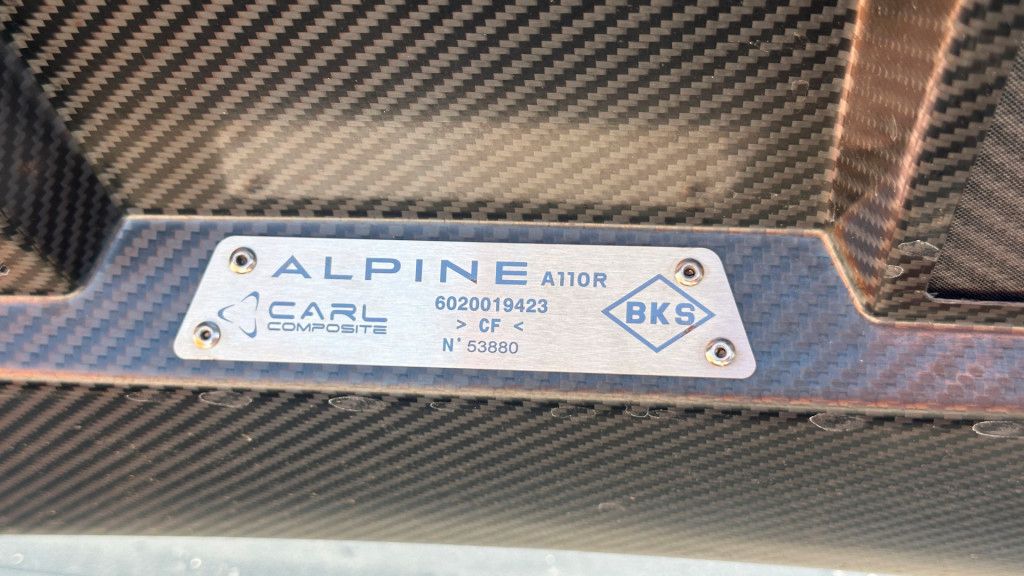 ALPINE A110R
CARL
COMPOSITE
6020019423
> CF <
N° 53880
BKS